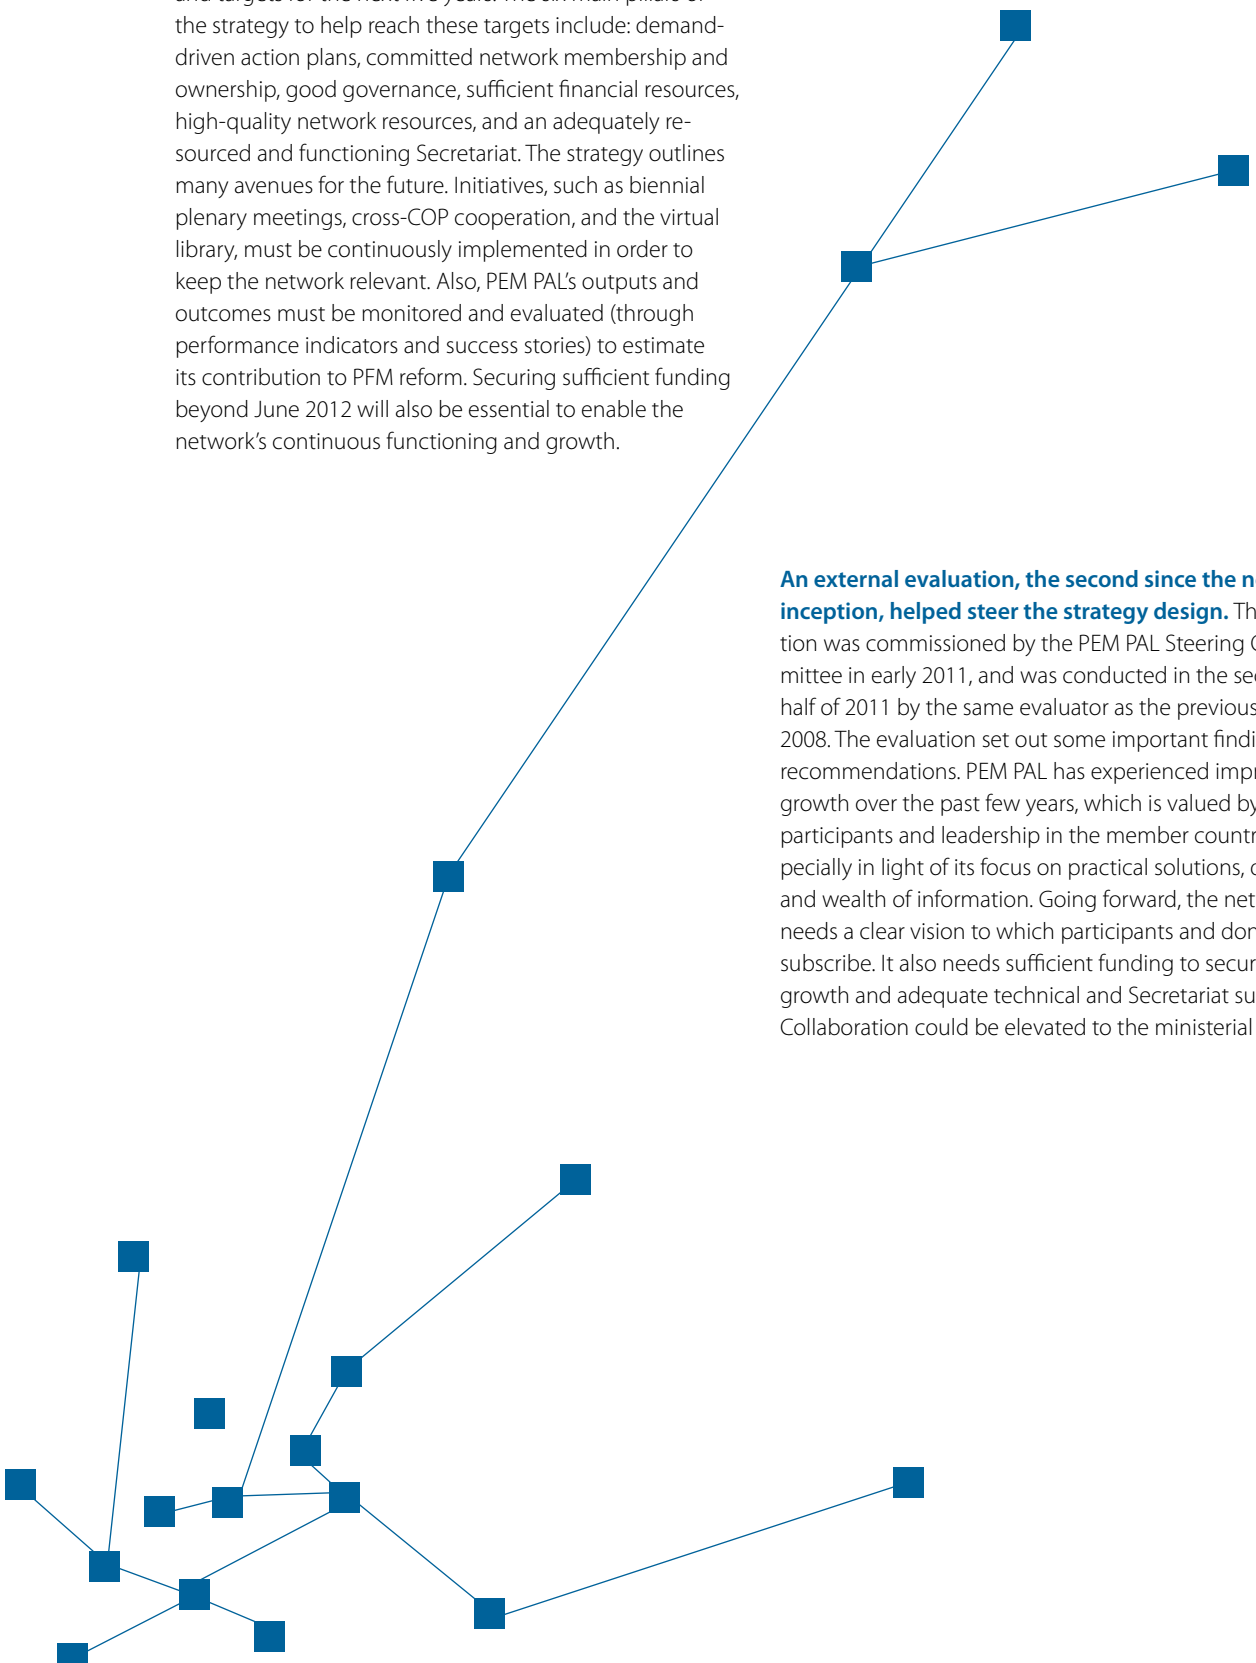 the strategy to help reach these targets include: demand-
driven action plans, committed network membership and
ownership, good governance, sufficient financial resources,
high-quality network resources, and an adequately re-
sourced and functioning Secretariat. The strategy outlines
many avenues for the future. Initiatives, such as biennial
plenary meetings, cross-COP cooperation, and the virtual
library, must be continuously implemented in order to
keep the network relevant. Also, PEM PAL’s outputs and
outcomes must be monitored and evaluated (through
performance indicators and success stories) to estimate
its contribution to PFM reform. Securing sufficient funding
beyond June 2012 will also be essential to enable the
network’s continuous functioning and growth.
An external evaluation, the second since the
inception, helped steer the strategy design.
tion was commissioned by the PEM PAL Steering
mittee in early 2011, and was conducted in the
half of 2011 by the same evaluator as the previous
2008. The evaluation set out some important
recommendations. PEM PAL has experienced
growth over the past few years, which is valued by
participants and leadership in the member
pecially in light of its focus on practical solutions,
and wealth of information. Going forward, the
needs a clear vision to which participants and
subscribe. It also needs sufficient funding to
growth and adequate technical and Secretariat
Collaboration could be elevated to the ministerial